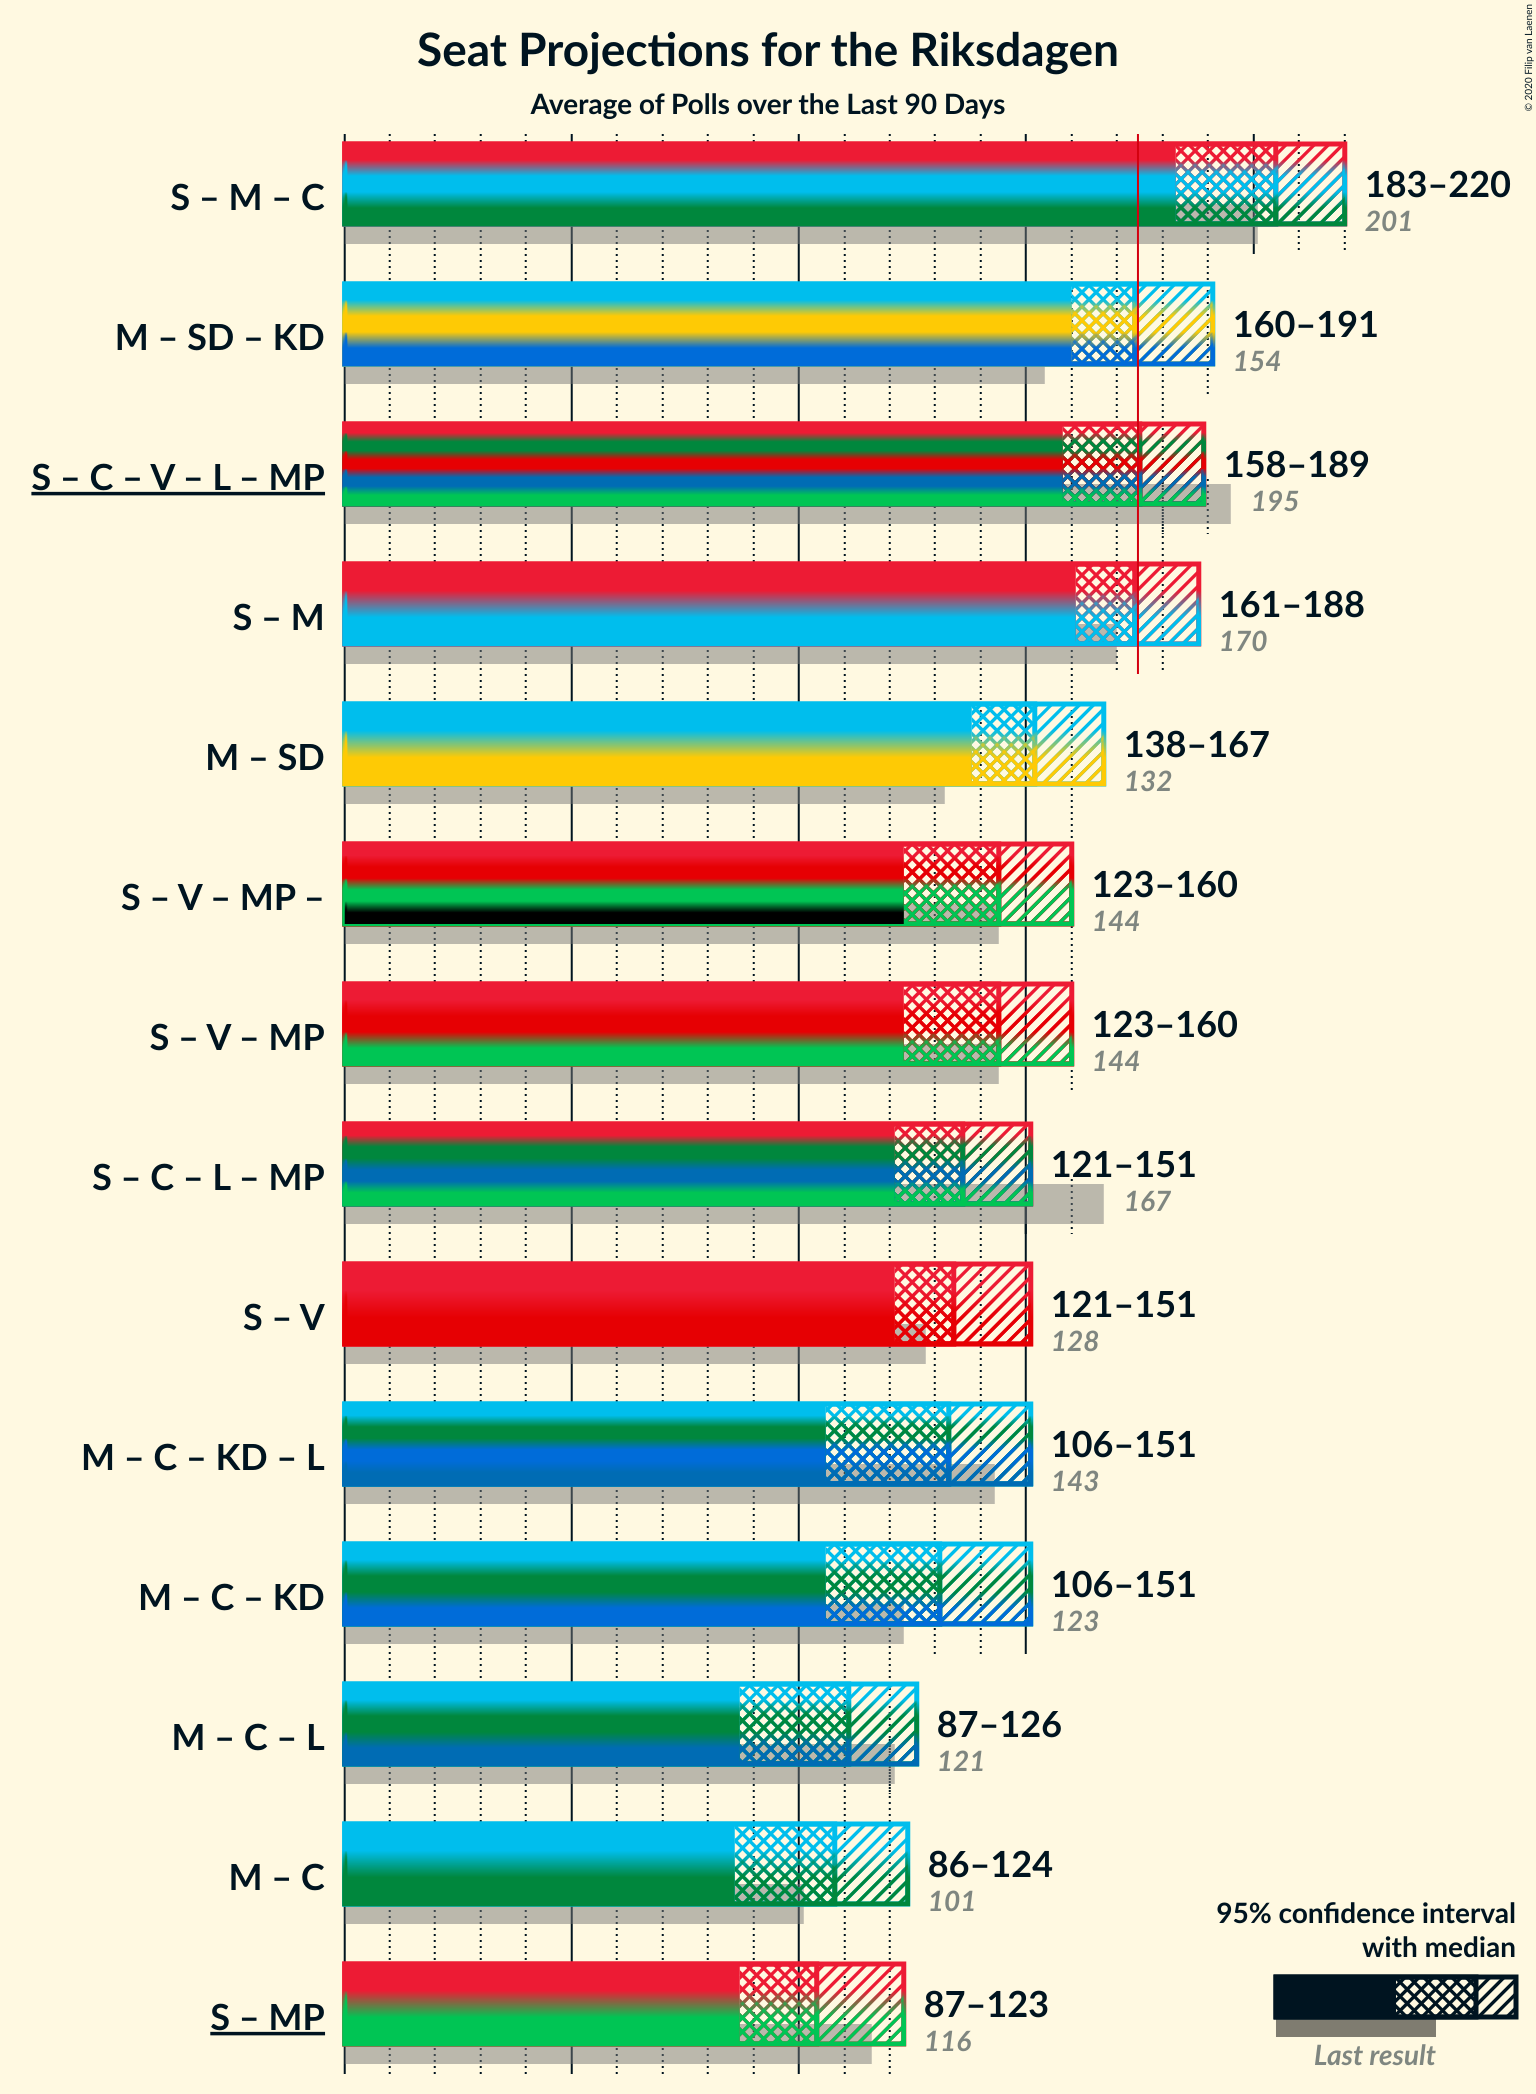 Seat Projections for the Riksdagen
Average of Polls over the Last 90 Days
© 2020 Filip van Laenen
S – M – C
183–220
201
M – SD – KD
160–191
154
S – C – V – L – MP
158–189
195
S – M
161–188
170
M – SD
138–167
132
S – V – MP –
123–160
144
S – V – MP
123–160
144
S – C – L – MP
121–151
167
S – V
121–151
128
M – C – KD – L
106–151
143
M – C – KD
106–151
123
M – C – L
87–126
121
M – C
86–124
101
S – MP
87–123
116
95% confidence interval
with median
Last result